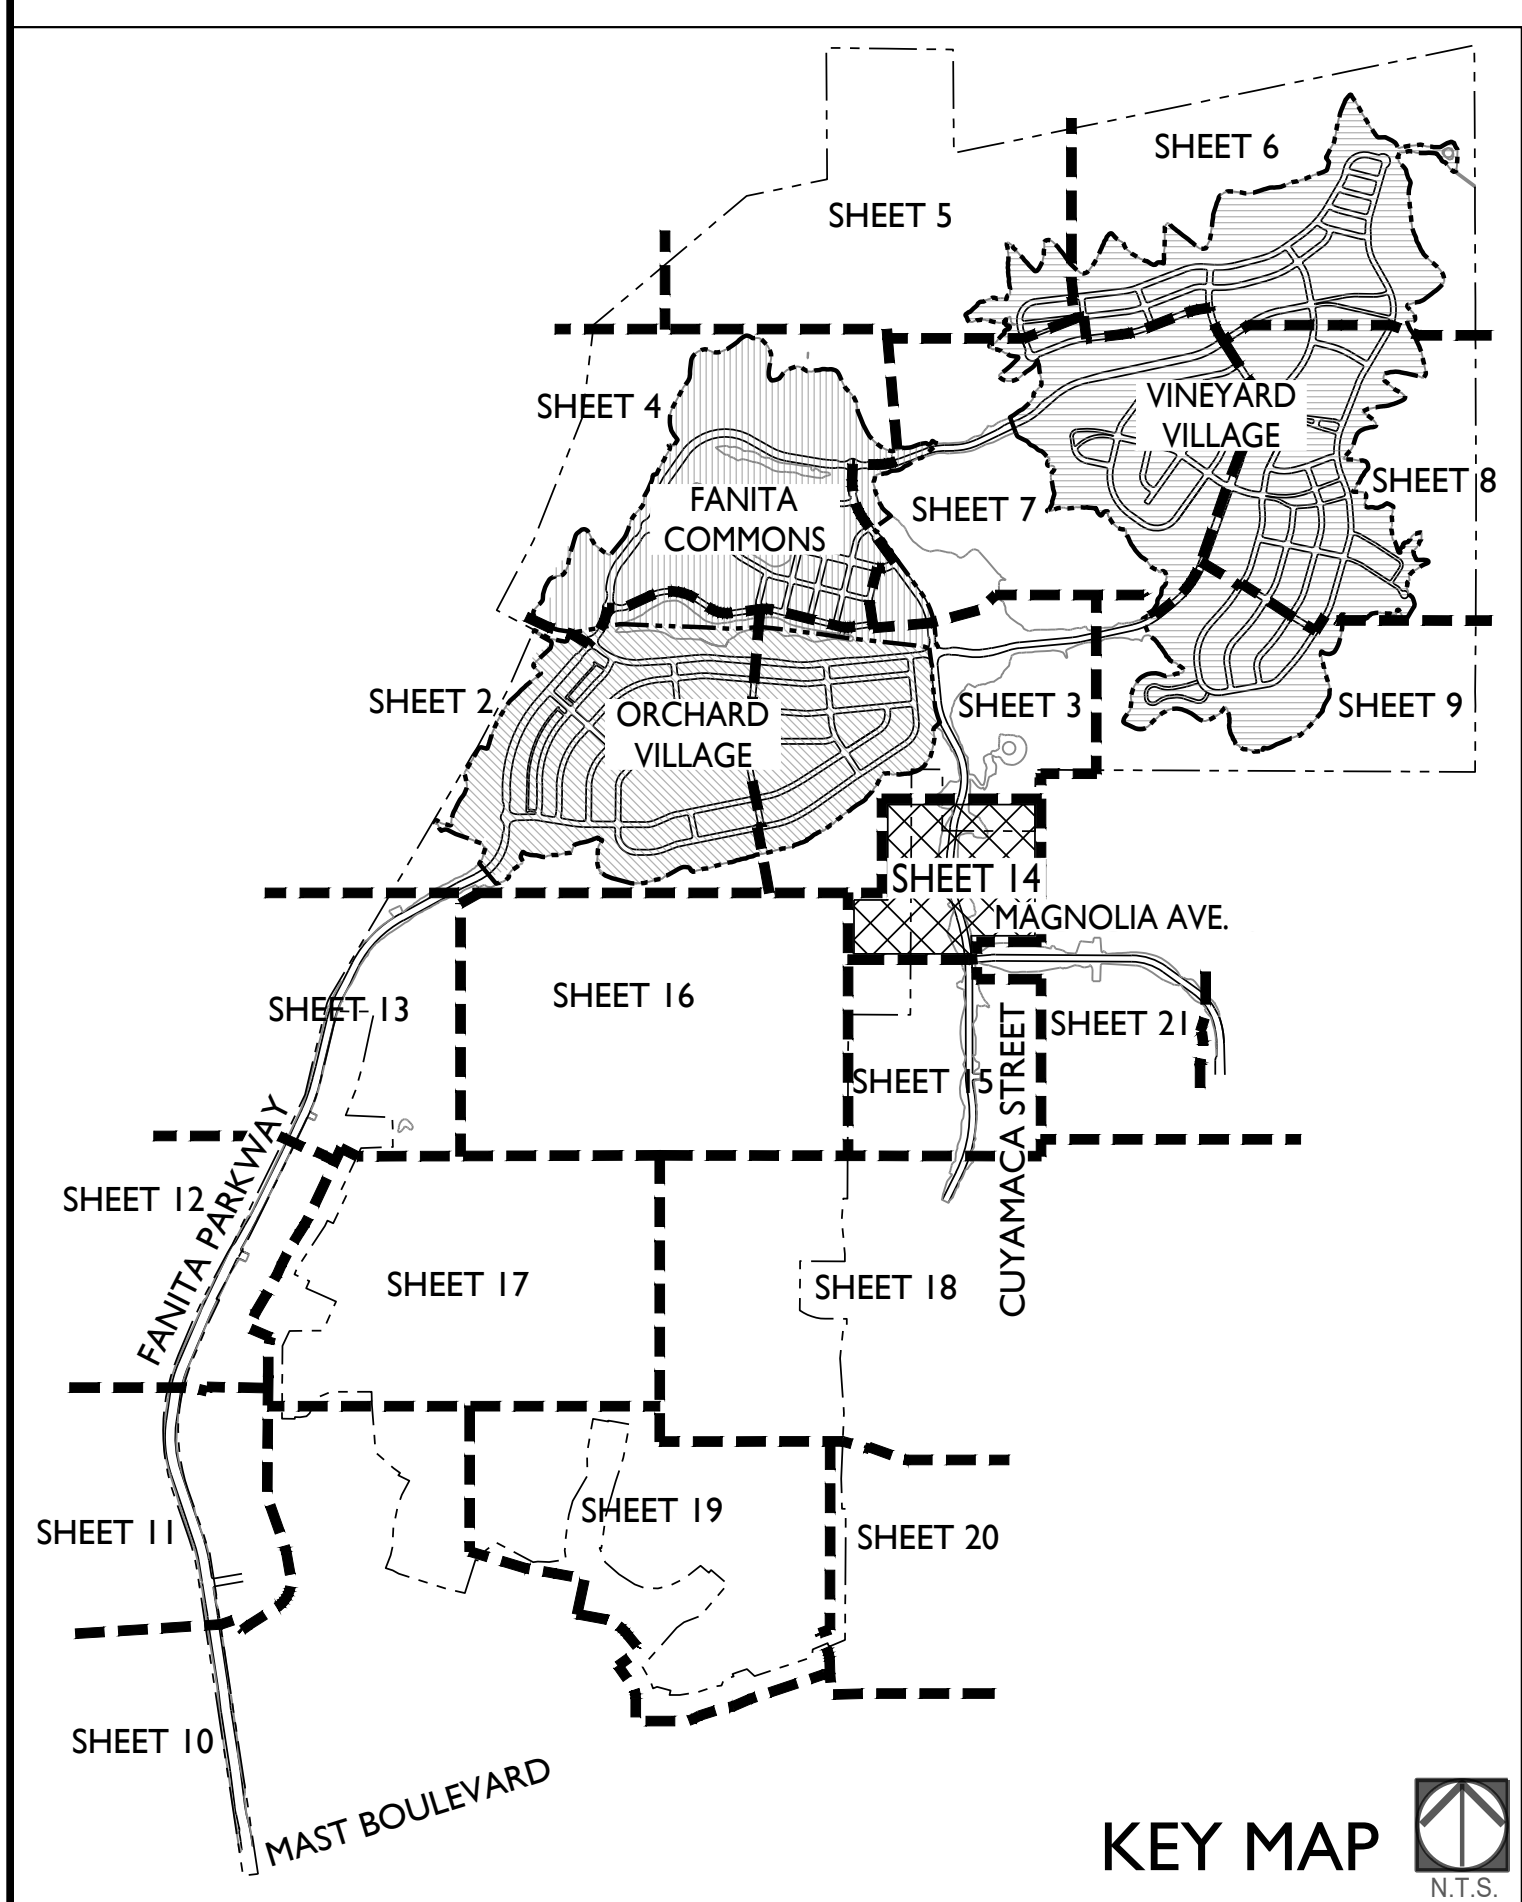 SHEET 6
SHEET 5
SHEET 4
VINEYARD
VILLAGE
SHEET 8
FANITA
COMMONS
SHEET 7
SHEET 2
ORCHARD
VILLAGE
SHEET 3
SHEET 9
SHEET 14
MAGNOLIA AVE.
SHEET 13
SHEET 16
SHEET 21
SHEET 15
CUYAMACA STREET
SHEET 12
FANITA PARKWAY
SHEET 17
SHEET 18
SHEET 11
SHEET 19
SHEET 20
SHEET 10
MAST BOULEVARD
KEY MAP
N.T.S.